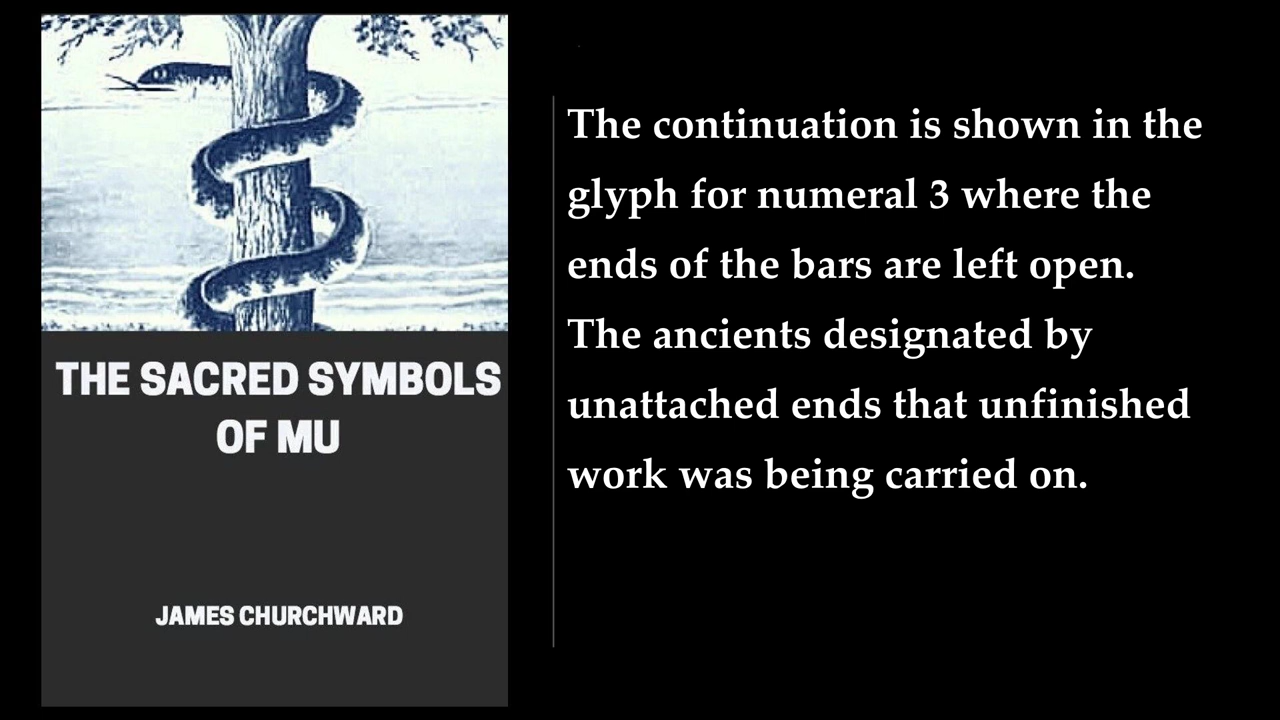 THE SACRED SYMBOLS
OF MU
JAMES CHURCHWARD
The continuation is shown in the
glyph for numeral 3 where the
ends of the bars are left open.
The ancients designated by
unattached ends that unfinished
work was being carried on.